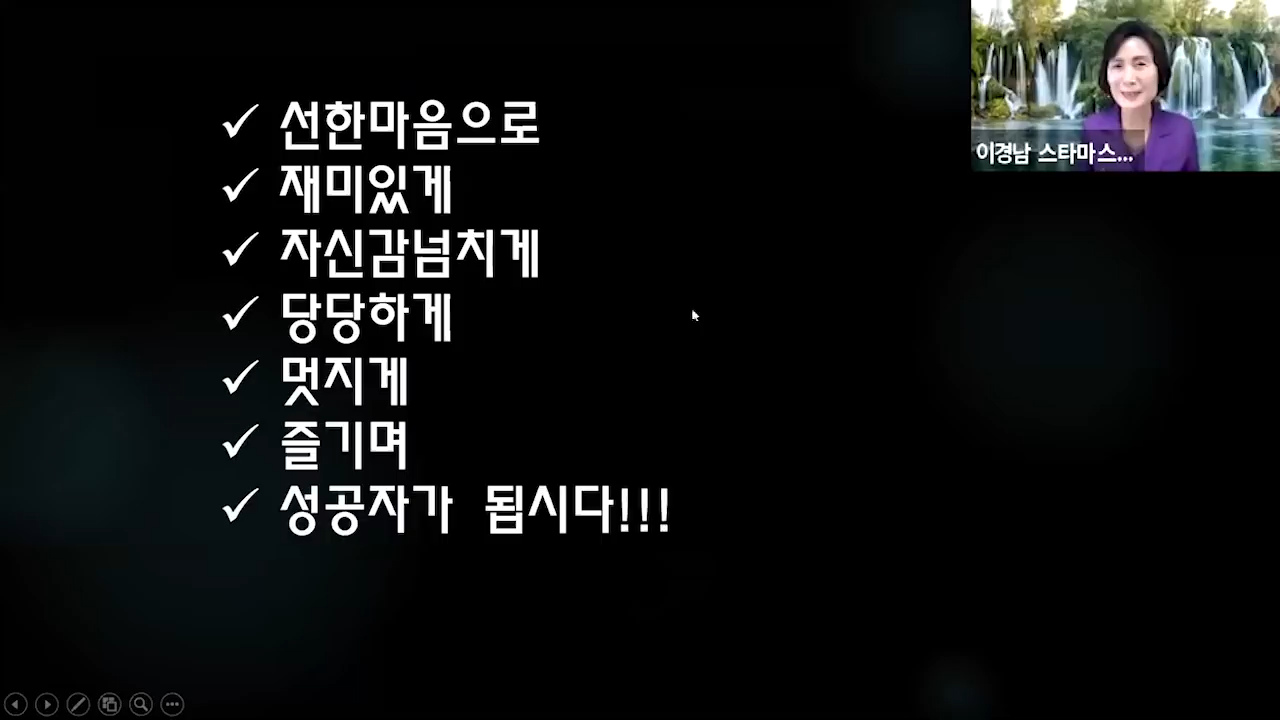 선한마음으로
재미있게
자신감넘치게
당당하게
멋지게
즐기며
성공자가 됩시다!!!
이경남 스타마스...